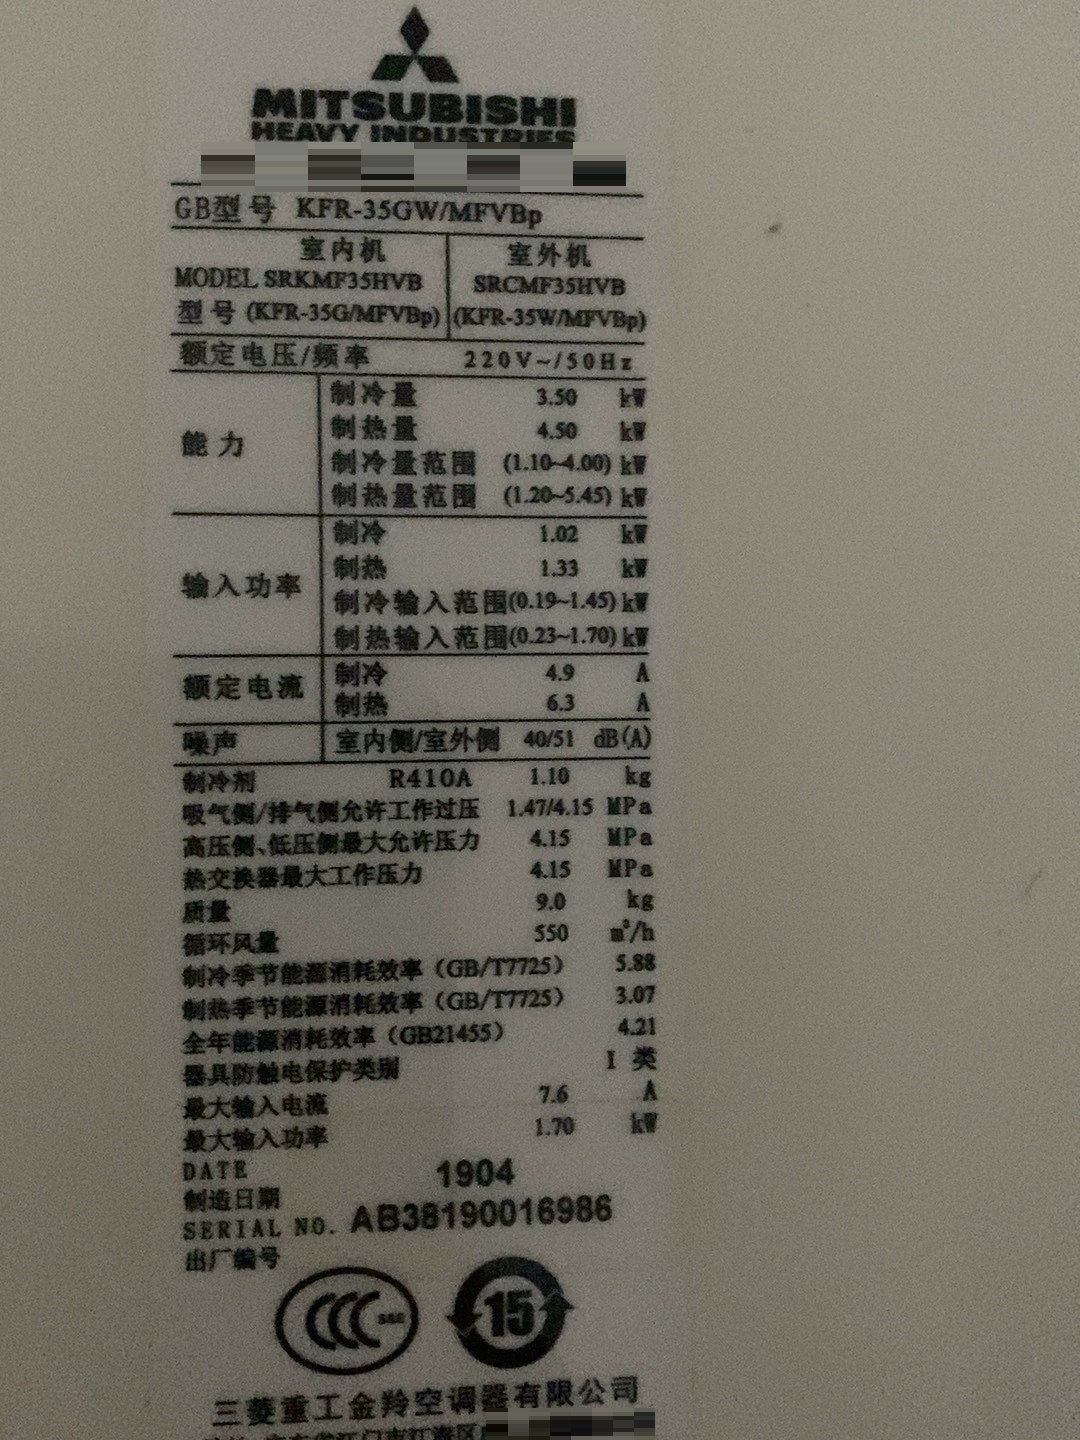 MITSUBISHI
HEAVY INDUSTRIES
GB型号 KFR-35GW/MFVBp
室内机 室外机
MODEL SRKMF35HVB SRCMF35HVB
型号 (KFR-35G/MFVBp) (KFR-35W/MFVBp)
额定电压/频率 220V~/50Hz
能力
制冷量 3.50 kW
制热量 4.50 kW
制冷量范围 (1.10~4.00) kW
制热量范围 (1.20~5.45) kW
输入功率
制冷 1.02 kW
制热 1.33 kW
制冷输入范围(0.19~1.45) kW
制热输入范围(0.23~1.70) kW
额定电流
制冷 4.9 A
制热 6.3 A
噪声 室内侧/室外侧 40/51 dB(A)
制冷剂 R410A 1.10 kg
吸气侧/排气侧允许工作过压 1.47/4.15 MPa
高压侧、低压侧最大允许压力 4.15 MPa
热交换器最大工作压力 4.15 MPa
质量 9.0 kg
循环风量 550 m³/h
制冷季节能源消耗效率（GB/T7725） 5.88
制热季节能源消耗效率（GB/T7725） 3.07
全年能源消耗效率（GB21455） 4.21
器具防触电保护类别 I 类
最大输入电流 7.6 A
最大输入功率 1.70 kW
DATE 1904
制造日期
SERIAL NO. AB38190016986
出厂编号
CCC S&E 15
三菱重工金羚空调器有限公司
广东省江门市江海区